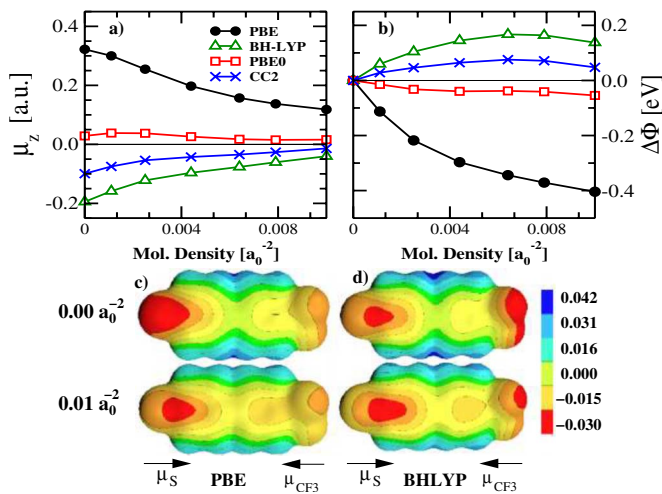 a)
PBE
BH-LYP
PBE0
CC2
b)
0.4
0.2
0.0
-0.2
μz [a.u.]
0.2
0.0
-0.2
-0.4
ΔΦ [eV]
0 0.004 0.008
Mol. Density [a0^-2]
0 0.004 0.008
Mol. Density [a0^-2]
c) d)
0.00 a0^-2
0.01 a0^-2
0.042
0.031
0.016
0.000
-0.015
-0.030
μS PBE μCF3
μS BHLYP μCF3